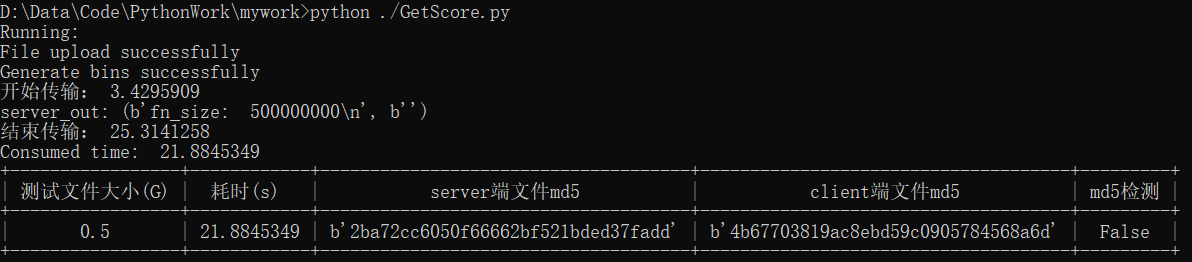 D:\Data\Code\PythonWork\mywork>python ./GetScore.py
Running:
File upload successfully
Generate bins successfully
开始传输： 3.4295909
server_out: (b'fn_size:  500000000\n', b'')
结束传输： 25.3141258
Consumed time:  21.8845349
测试文件大小(G) | 耗时(s) | server端文件md5 | client端文件md5 | md5检测
0.5 | 21.8845349 | b'2ba72cc6050f66662bf521bded37fadd' | b'4b67703819ac8ebd59c0905784568a6d' | False